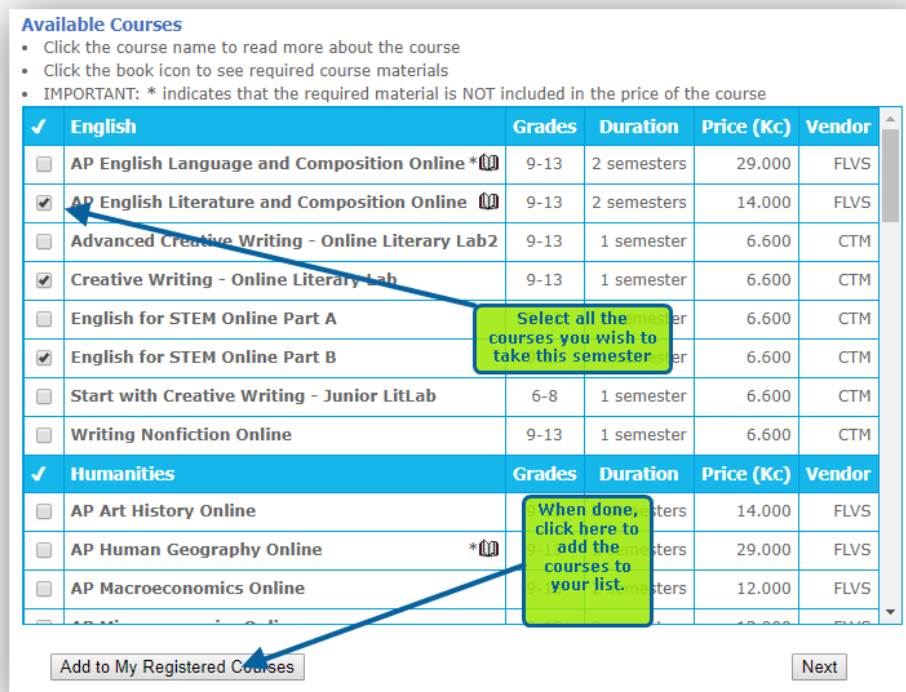 Available Courses
• Click the course name to read more about the course
• Click the book icon to see required course materials
• IMPORTANT: * indicates that the required material is NOT included in the price of the course
✓ English Grades Duration Price (Kc) Vendor
AP English Language and Composition Online * 9-13 2 semesters 29.000 FLVS
AP English Literature and Composition Online 9-13 2 semesters 14.000 FLVS
Advanced Creative Writing - Online Literary Lab2 9-13 1 semester 6.600 CTM
Creative Writing - Online Literary Lab 9-13 1 semester 6.600 CTM
English for STEM Online Part A 6.600 CTM
English for STEM Online Part B 6.600 CTM
Select all the
courses you wish to
take this semester
Start with Creative Writing - Junior LitLab 6-8 1 semester 6.600 CTM
Writing Nonfiction Online 9-13 1 semester 6.600 CTM
✓ Humanities Grades Duration Price (Kc) Vendor
AP Art History Online 14.000 FLVS
AP Human Geography Online * 29.000 FLVS
AP Macroeconomics Online 12.000 FLVS
When done,
click here to
add the
courses to
your list.
Add to My Registered Courses
Next